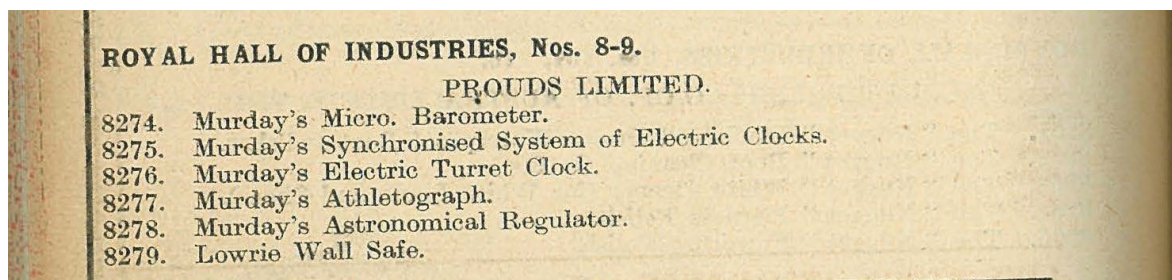 ROYAL HALL OF INDUSTRIES, Nos. 8-9.
PROUDS LIMITED.
8274. Murday's Micro. Barometer.
8275. Murday's Synchronised System of Electric Clocks.
8276. Murday's Electric Turret Clock.
8277. Murday's Athletograph.
8278. Murday's Astronomical Regulator.
8279. Lowrie Wall Safe.